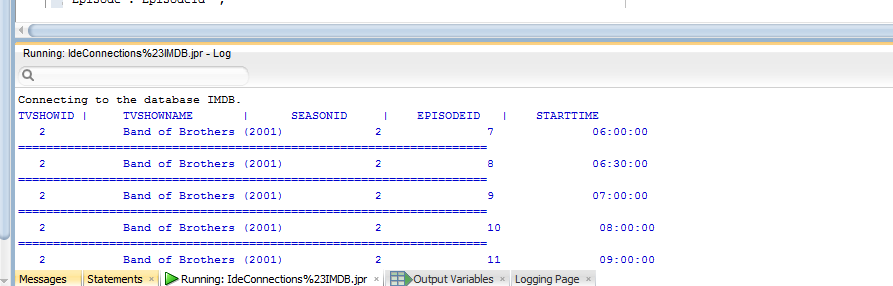 Episode . EpisodeId ,
Running: IdeConnections%23IMDB.jpr - Log
Connecting to the database IMDB.
TVSHOWID | TVSHOWNAME | SEASONID | EPISODEID | STARTTIME
2 Band of Brothers (2001) 2 7 06:00:00
==================================================================
2 Band of Brothers (2001) 2 8 06:30:00
==================================================================
2 Band of Brothers (2001) 2 9 07:00:00
==================================================================
2 Band of Brothers (2001) 2 10 08:00:00
==================================================================
2 Band of Brothers (2001) 2 11 09:00:00
Messages Statements × Running: IdeConnections%23IMDB.jpr × Output Variables × Logging Page ×